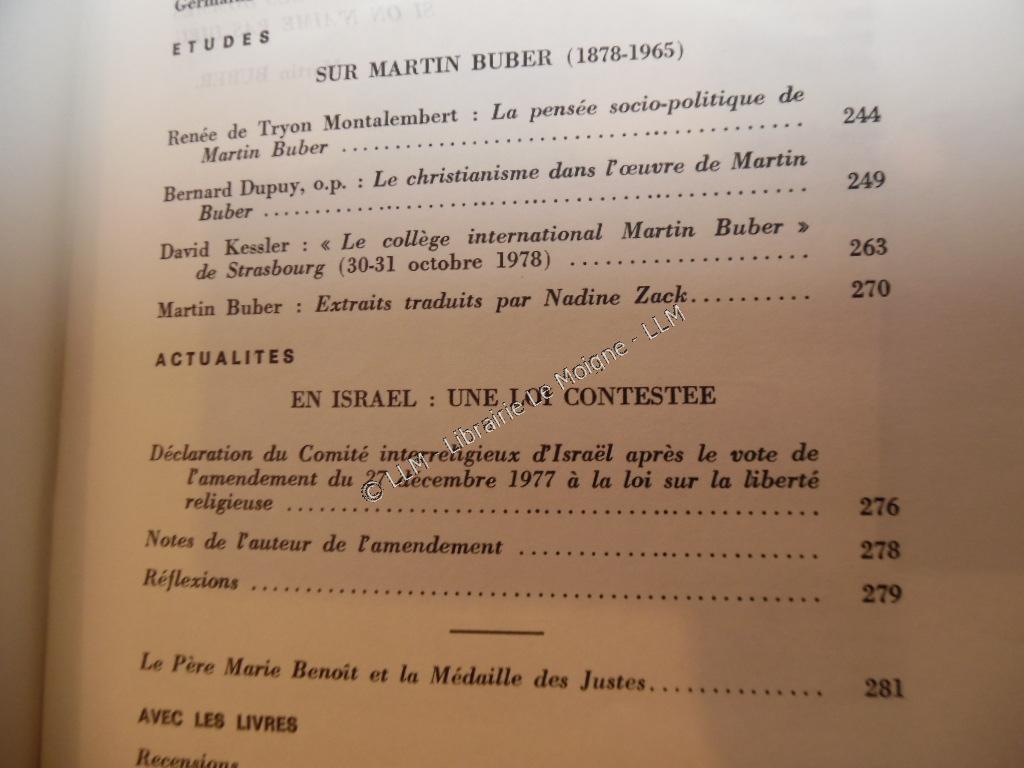 ETUDES
SUR MARTIN BUBER (1878-1965)
Renée de Tryon Montalembert : La pensée socio-politique de
Martin Buber ........................................ 244
Bernard Dupuy, o.p. : Le christianisme dans l'œuvre de Martin
Buber ........................................ 249
David Kessler : « Le collège international Martin Buber »
de Strasbourg (30-31 octobre 1978) .................... 263
Martin Buber : Extraits traduits par Nadine Zack.......... 270
ACTUALITES
EN ISRAEL : UNE LOI CONTESTEE
Déclaration du Comité interreligieux d'Israël après le vote de
l'amendement du 27 décembre 1977 à la loi sur la liberté
religieuse ........................................ 276
Notes de l'auteur de l'amendement ......................... 278
Réflexions ........................................ 279
Le Père Marie Benoît et la Médaille des Justes.............. 281
AVEC LES LIVRES
Recensions
© LLM - Librairie Le Moigne - LLM